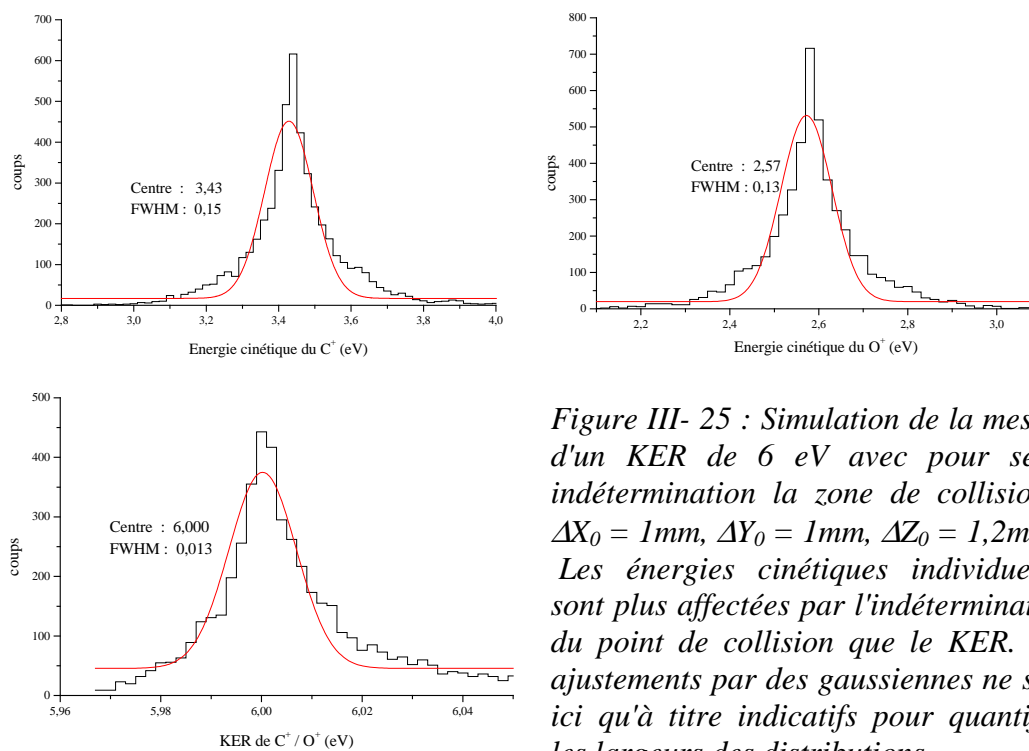 700
600
500
400
300
200
100
0
coups
Centre : 3,43
FWHM : 0,15
2,8 3,0 3,2 3,4 3,6 3,8 4,0
Energie cinétique du C+ (eV)
800
700
600
500
400
300
200
100
0
coups
Centre : 2,57
FWHM : 0,13
2,2 2,4 2,6 2,8 3,0
Energie cinétique du O+ (eV)
500
400
300
200
100
0
coups
Centre : 6,000
FWHM : 0,013
5,96 5,98 6,00 6,02 6,04
KER de C+ / O+ (eV)
Figure III- 25 : Simulation de la mes
d'un KER de 6 eV avec pour se
indétermination la zone de collisio
ΔX0 = 1mm, ΔY0 = 1mm, ΔZ0 = 1,2m
Les énergies cinétiques individue
sont plus affectées par l'indéterminat
du point de collision que le KER.
ajustements par des gaussiennes ne s
ici qu'à titre indicatifs pour quanti
les largeurs des distributions